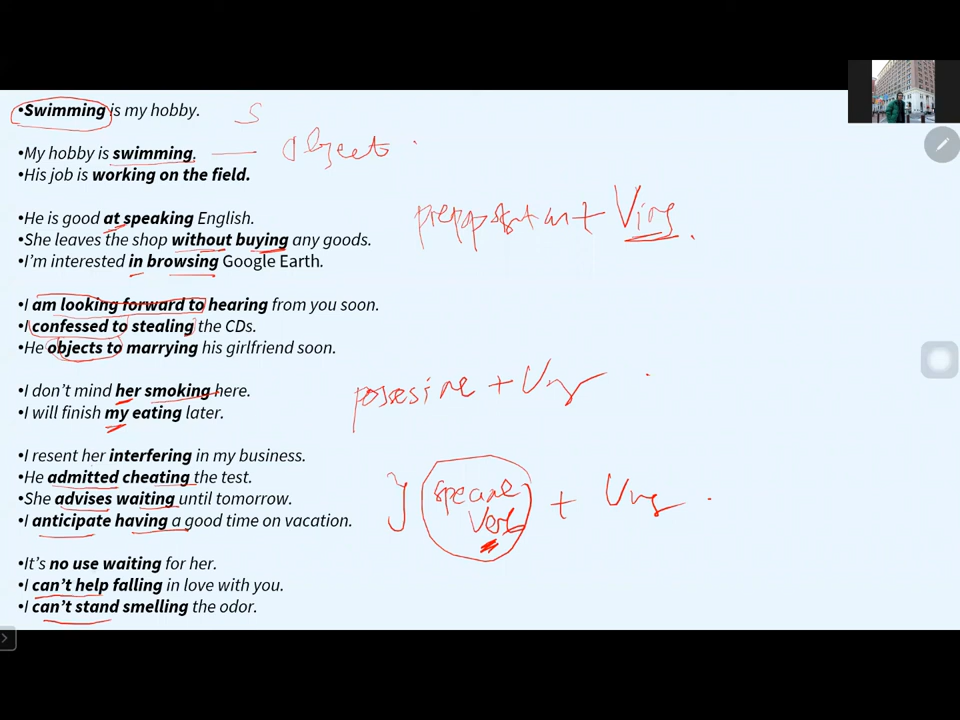 •Swimming is my hobby. S
•My hobby is swimming. — objects
•His job is working on the field.
•He is good at speaking English.
•She leaves the shop without buying any goods.
•I'm interested in browsing Google Earth.
+ Ving.
•I am looking forward to hearing from you soon.
•I confessed to stealing the CDs.
•He objects to marrying his girlfriend soon.
•I don't mind her smoking here.
•I will finish my eating later.
+ Ving
•I resent her interfering in my business.
•He admitted cheating the test.
•She advises waiting until tomorrow.
•I anticipate having a good time on vacation.
Verb + Ving
•It's no use waiting for her.
•I can't help falling in love with you.
•I can't stand smelling the odor.